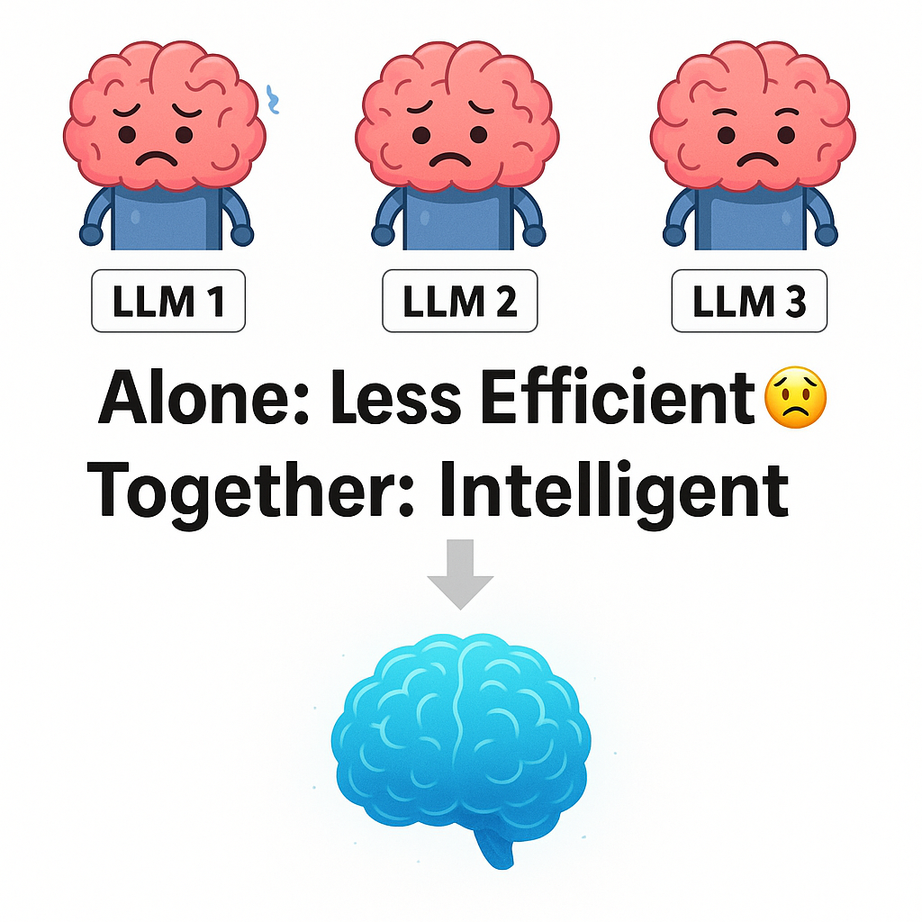 LLM 1
LLM 2
LLM 3
Alone: Less Efficient😟
Together: Intelligent